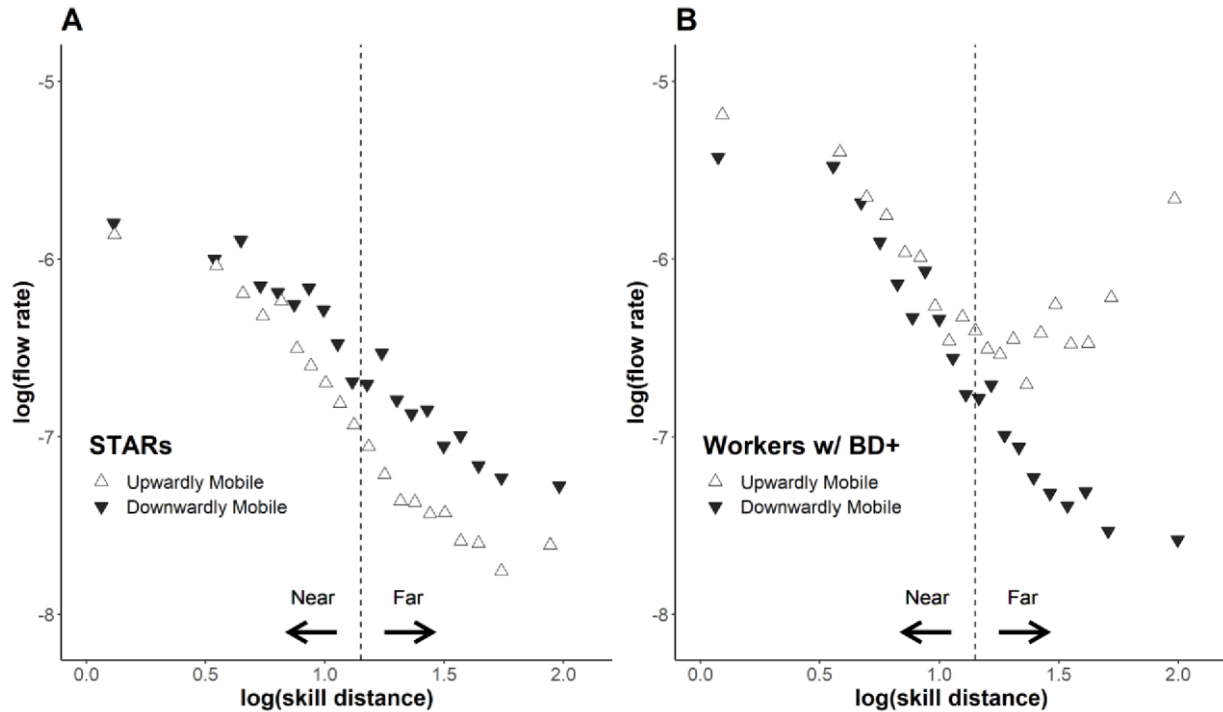 A
-5
-6
-7
-8
log(flow rate)
STARs
Upwardly Mobile
Downwardly Mobile
Near
Far
0.0 0.5 1.0 1.5 2.0
log(skill distance)
B
-5
-6
-7
-8
log(flow rate)
Workers w/ BD+
Upwardly Mobile
Downwardly Mobile
Near
Far
0.0 0.5 1.0 1.5 2.0
log(skill distance)